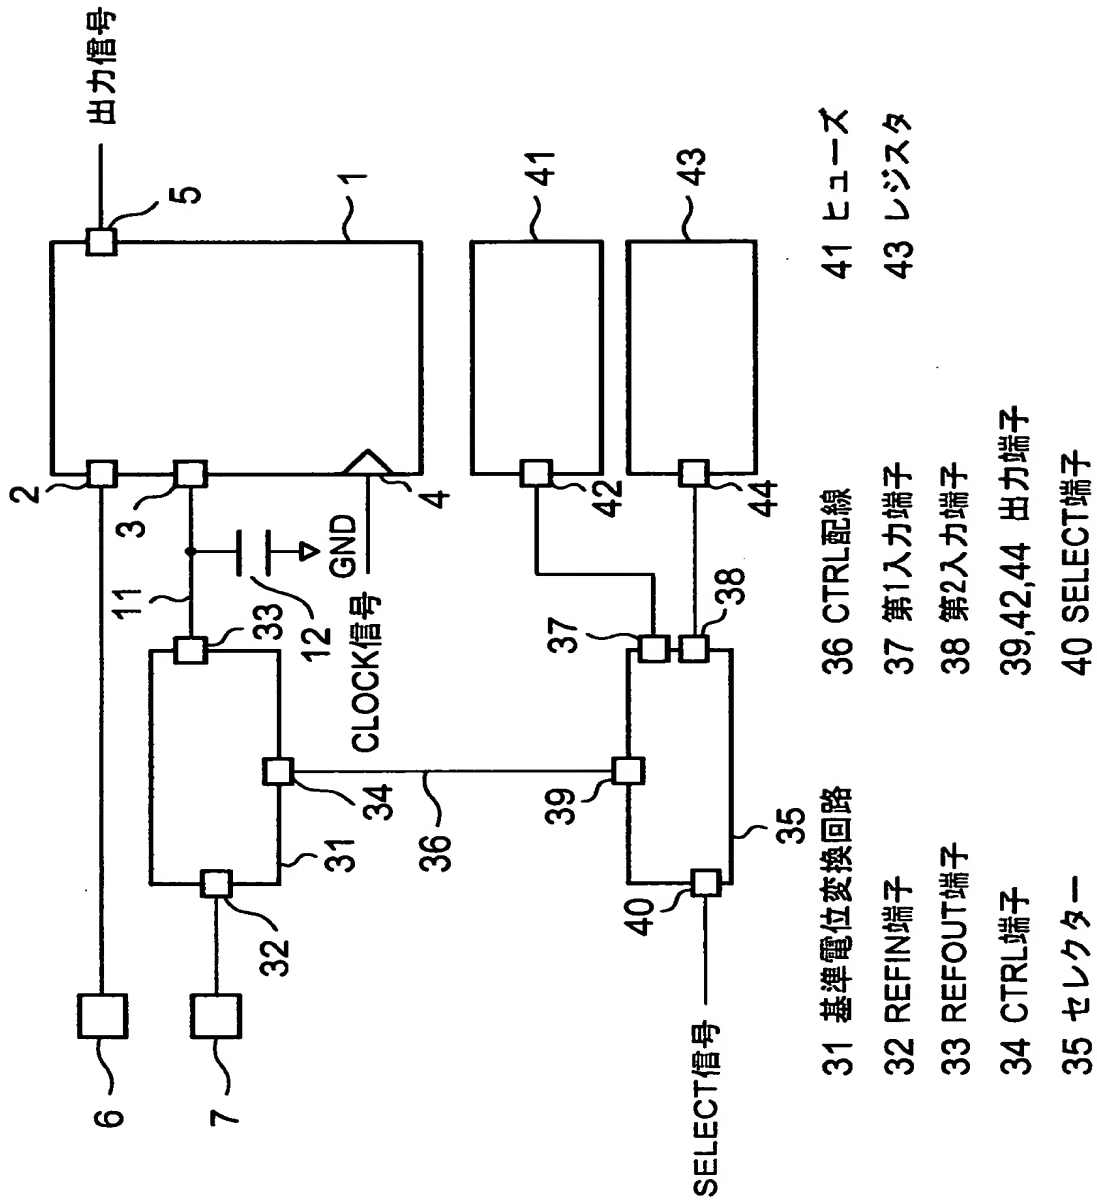 出力信号
5
1
41
43
2
3
4
42
44
11
12
GND
33
CLOCK信号
37
38
34
36
39
31
35
32
40
6
7
SELECT信号
31 基準電位変換回路
32 REFIN端子
33 REFOUT端子
34 CTRL端子
35 セレクター
36 CTRL配線
37 第1入力端子
38 第2入力端子
39,42,44 出力端子
40 SELECT端子
41 ヒューズ
43 レジスタ